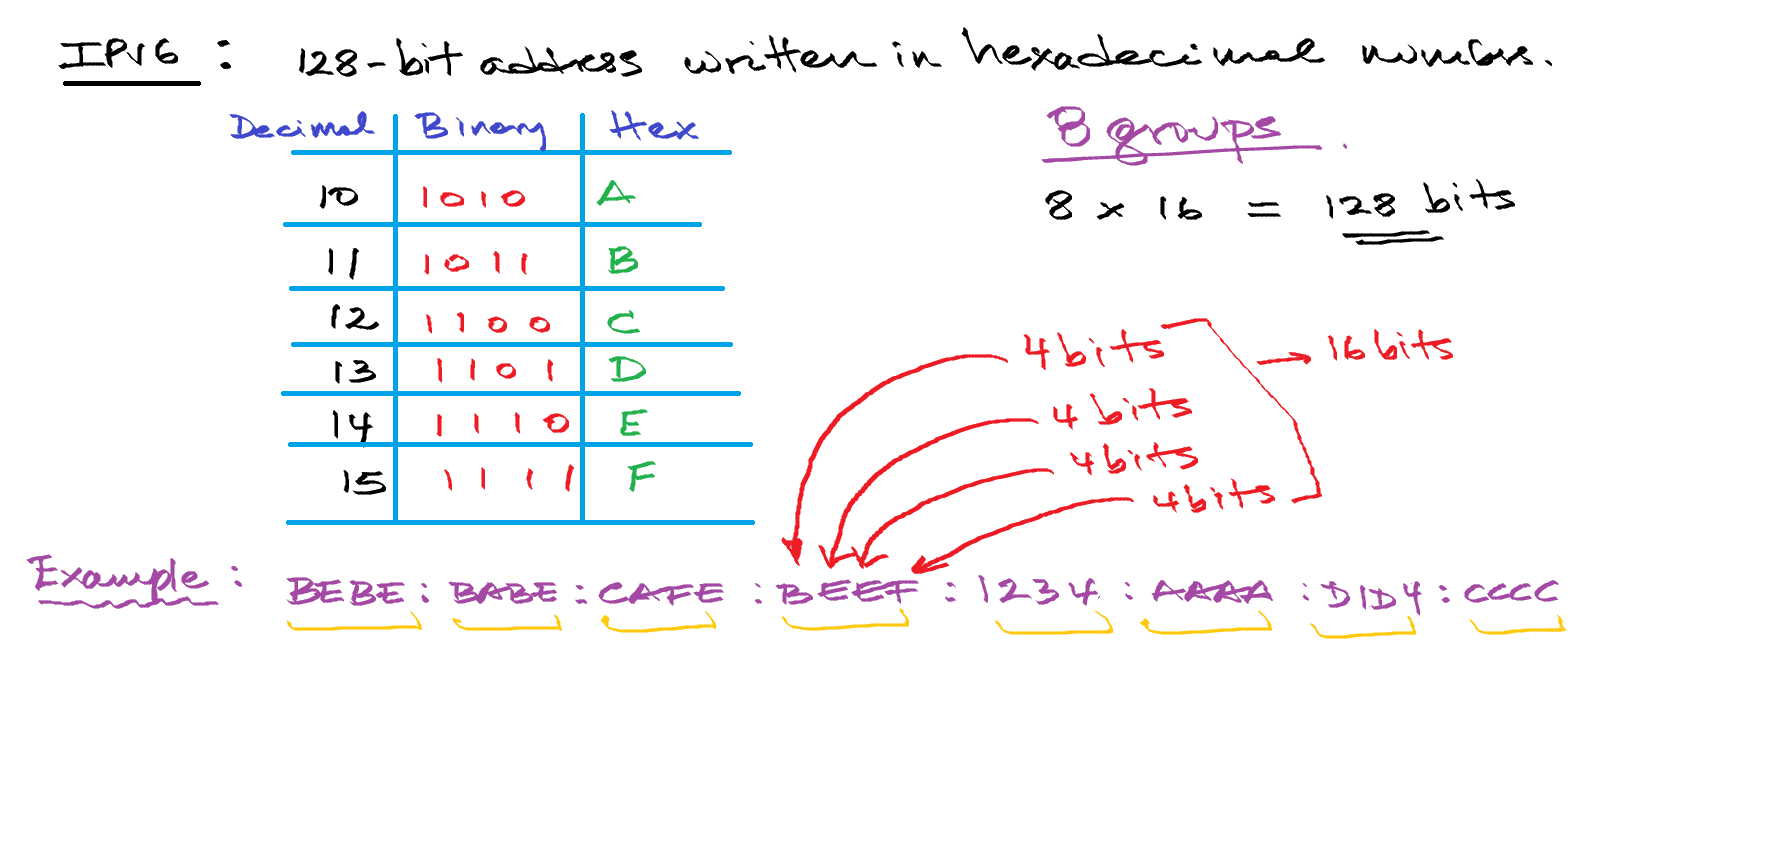 IPv6 : 128-bit address written in hexadecimal numbers.
Decimal Binary Hex
8 groups.
10 1010 A
8 x 16 = 128 bits
11 1011 B
12 1100 C
4 bits → 16 bits
13 1101 D
4 bits
14 1110 E
4 bits
15 1111 F
4 bits
Example : BEBE : BABE : CAFE : BEEF : 1234 : AAAA : D1D4 : CCCC